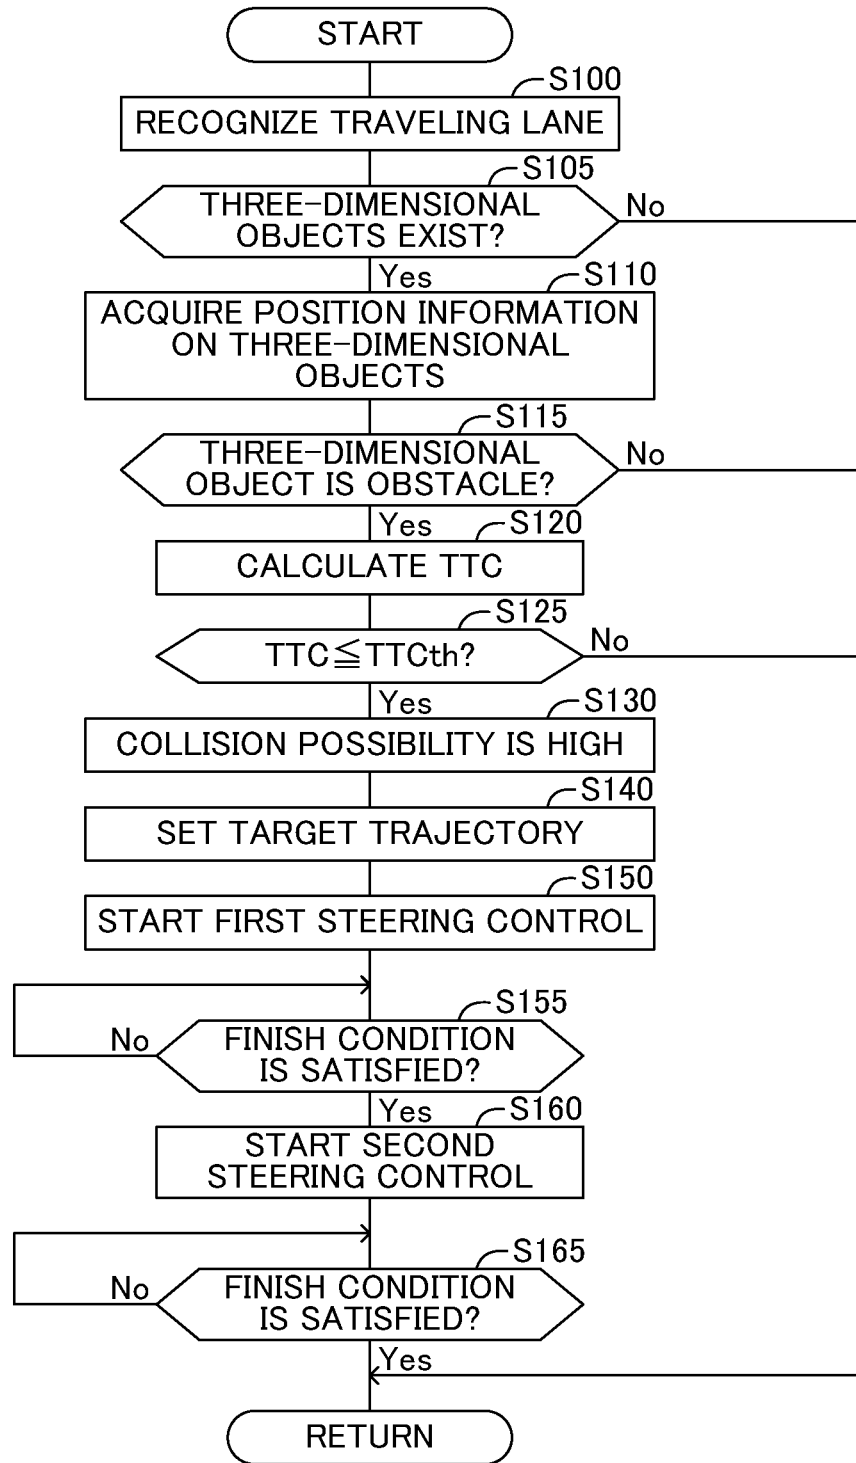 START
S100
RECOGNIZE TRAVELING LANE
S105
THREE-DIMENSIONAL
OBJECTS EXIST?
No
Yes
S110
ACQUIRE POSITION INFORMATION
ON THREE-DIMENSIONAL
OBJECTS
S115
THREE-DIMENSIONAL
OBJECT IS OBSTACLE?
No
Yes
S120
CALCULATE TTC
S125
TTC≦TTCth?
No
Yes
S130
COLLISION POSSIBILITY IS HIGH
S140
SET TARGET TRAJECTORY
S150
START FIRST STEERING CONTROL
S155
FINISH CONDITION
IS SATISFIED?
No
Yes
S160
START SECOND
STEERING CONTROL
S165
FINISH CONDITION
IS SATISFIED?
No
Yes
RETURN